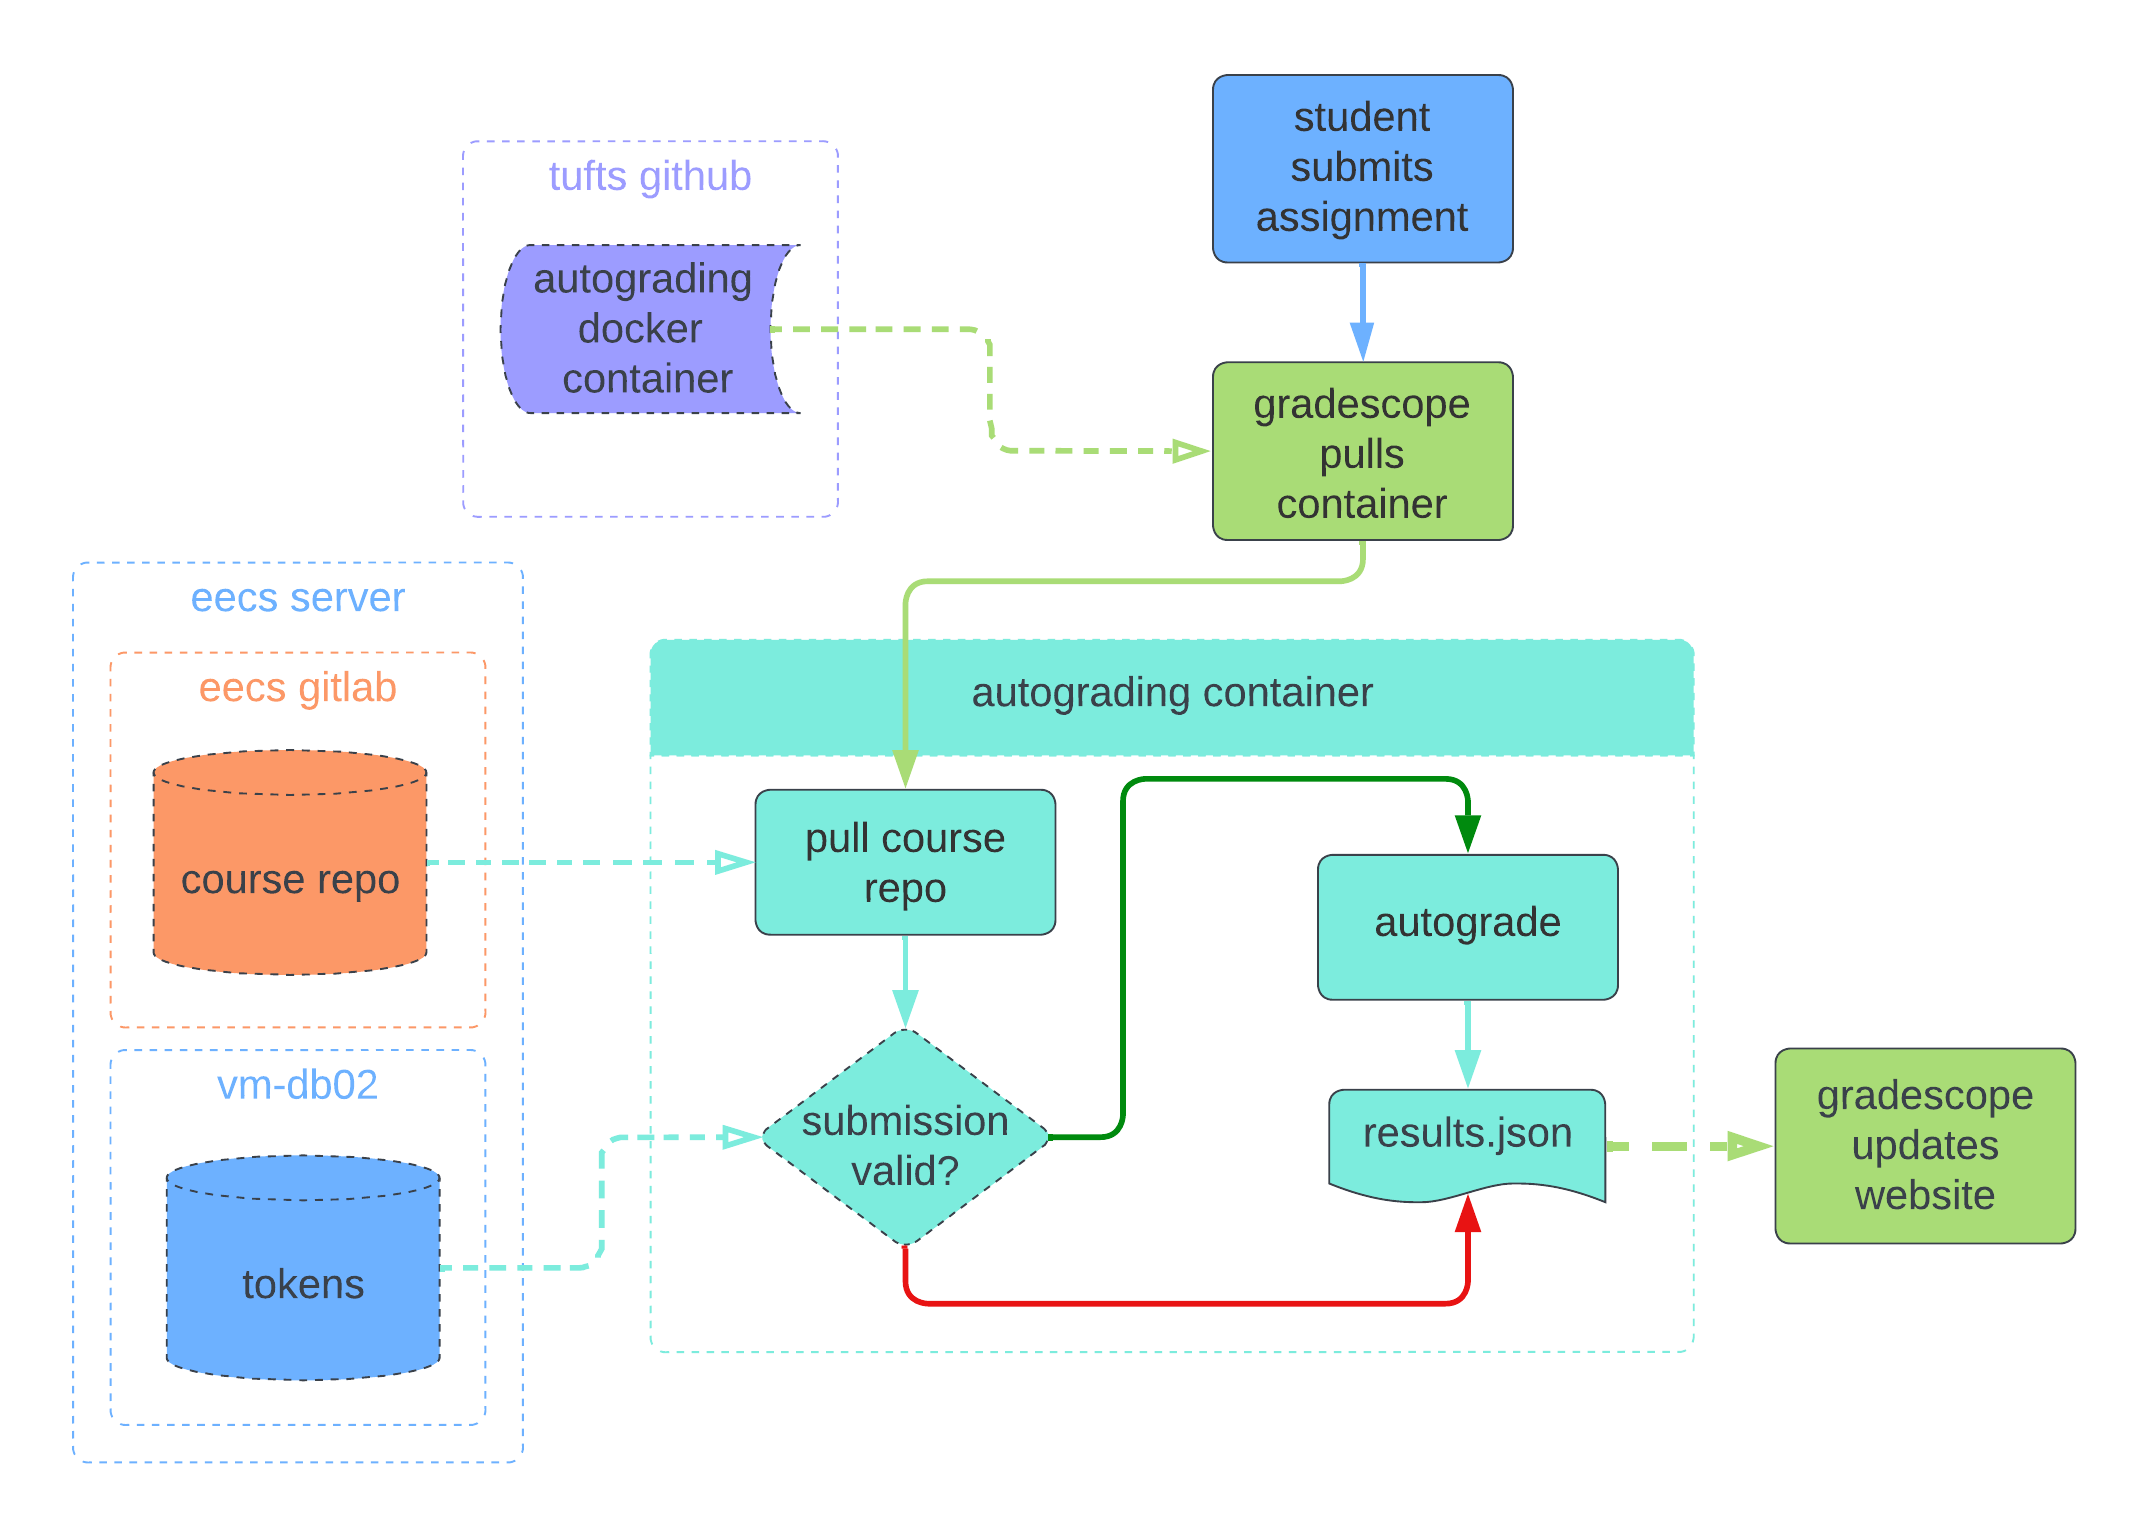 student
submits
assignment
tufts github
autograding
docker
container
gradescope
pulls
container
eecs server
eecs gitlab
course repo
autograding container
pull course
repo
autograde
vm-db02
tokens
submission
valid?
results.json
gradescope
updates
website